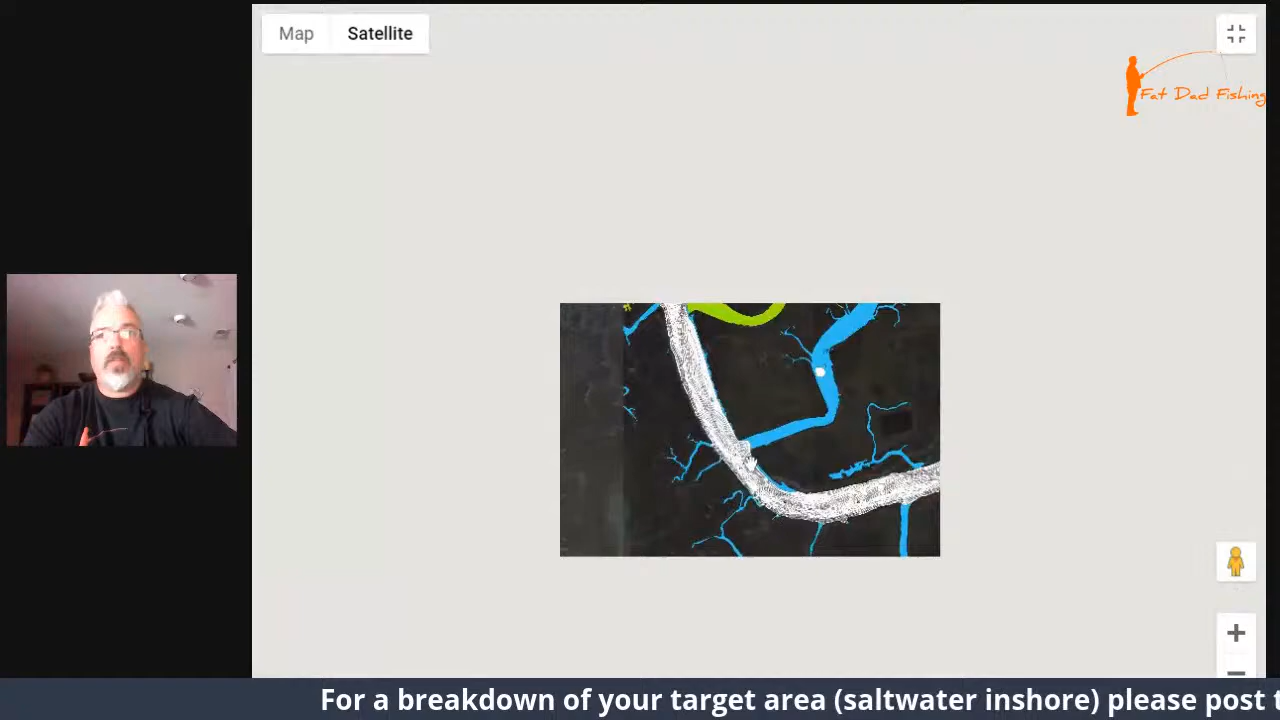 Map Satellite
Fat Dad Fishing
For a breakdown of your target area (saltwater inshore) please post